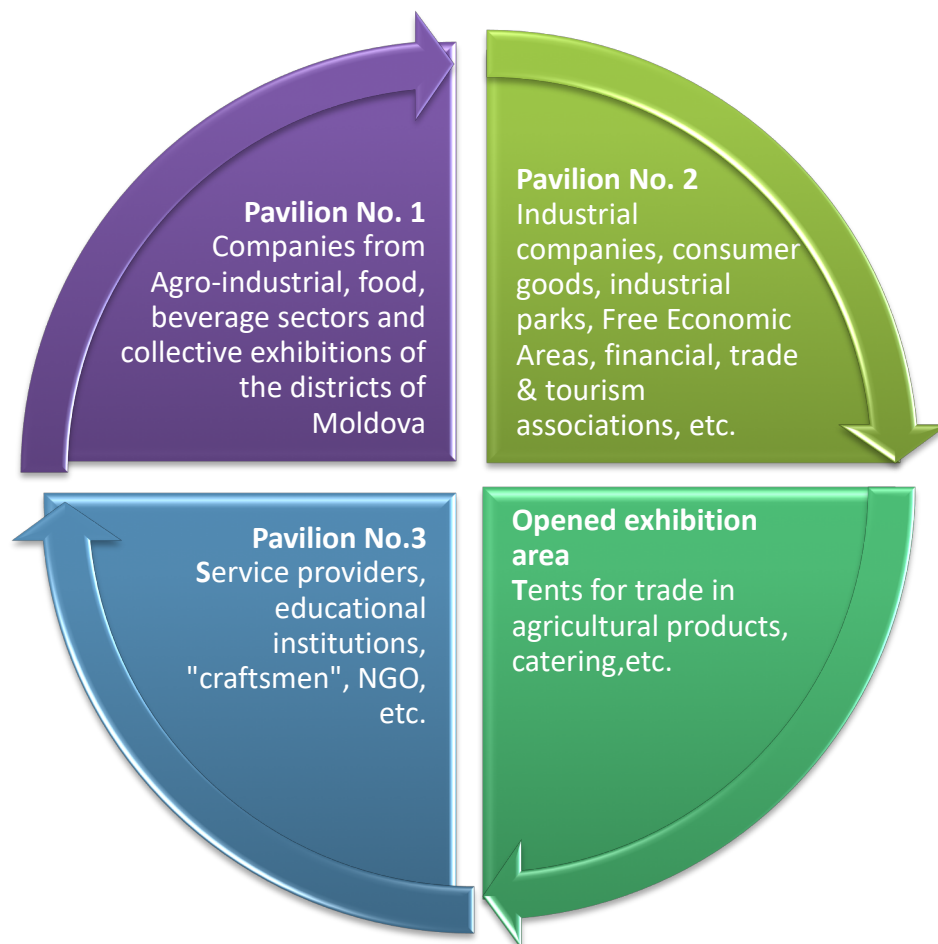 Pavilion No. 1
Companies from
Agro-industrial, food,
beverage sectors and
collective exhibitions of
the districts of
Moldova
Pavilion No. 2
Industrial
companies, consumer
goods, industrial
parks, Free Economic
Areas, financial, trade
& tourism
associations, etc.
Pavilion No.3
Service providers,
educational
institutions,
"craftsmen", NGO,
etc.
Opened exhibition
area
Tents for trade in
agricultural products,
catering,etc.